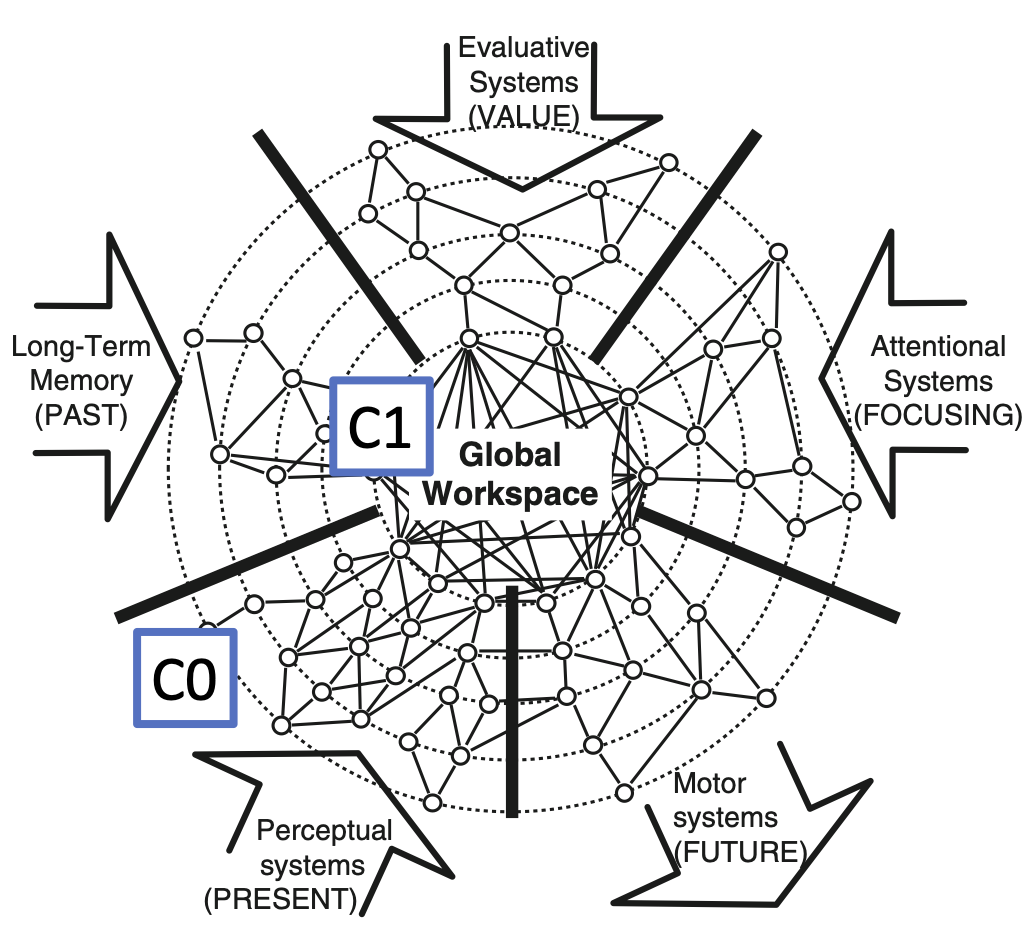 Evaluative
Systems
(VALUE)
Long-Term
Memory
(PAST)
Attentional
Systems
(FOCUSING)
C1
Global
Workspace
C0
Perceptual
systems
(PRESENT)
Motor
systems
(FUTURE)